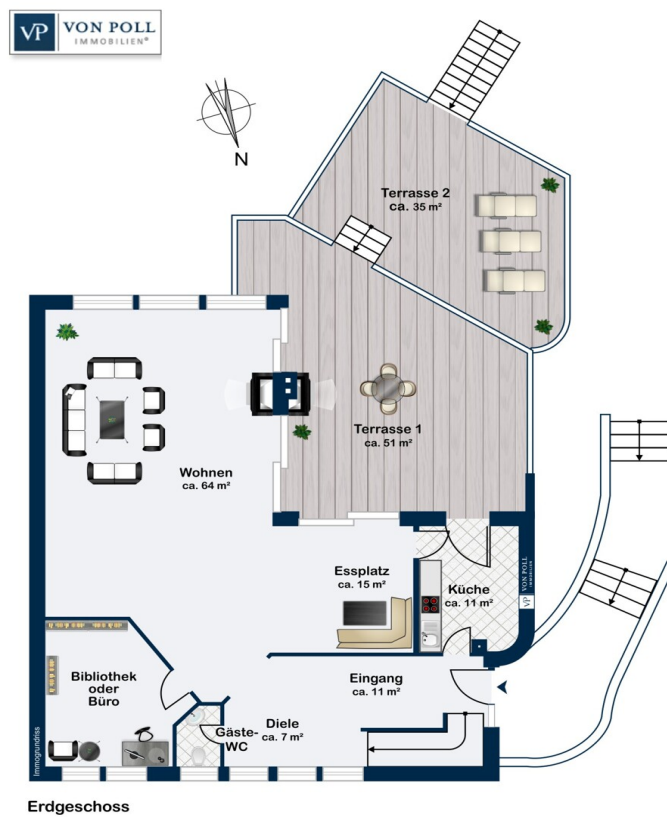 VP VON POLL
IMMOBILIEN®
N
Terrasse 2
ca. 35 m²
Terrasse 1
ca. 51 m²
Wohnen
ca. 64 m²
Essplatz
ca. 15 m²
Küche
ca. 11 m²
VP VON POLL
IMMOBILIEN
Bibliothek
oder
Büro
Eingang
ca. 11 m²
Diele
ca. 7 m²
Gäste-
WC
Immogrundriss
Erdgeschoss